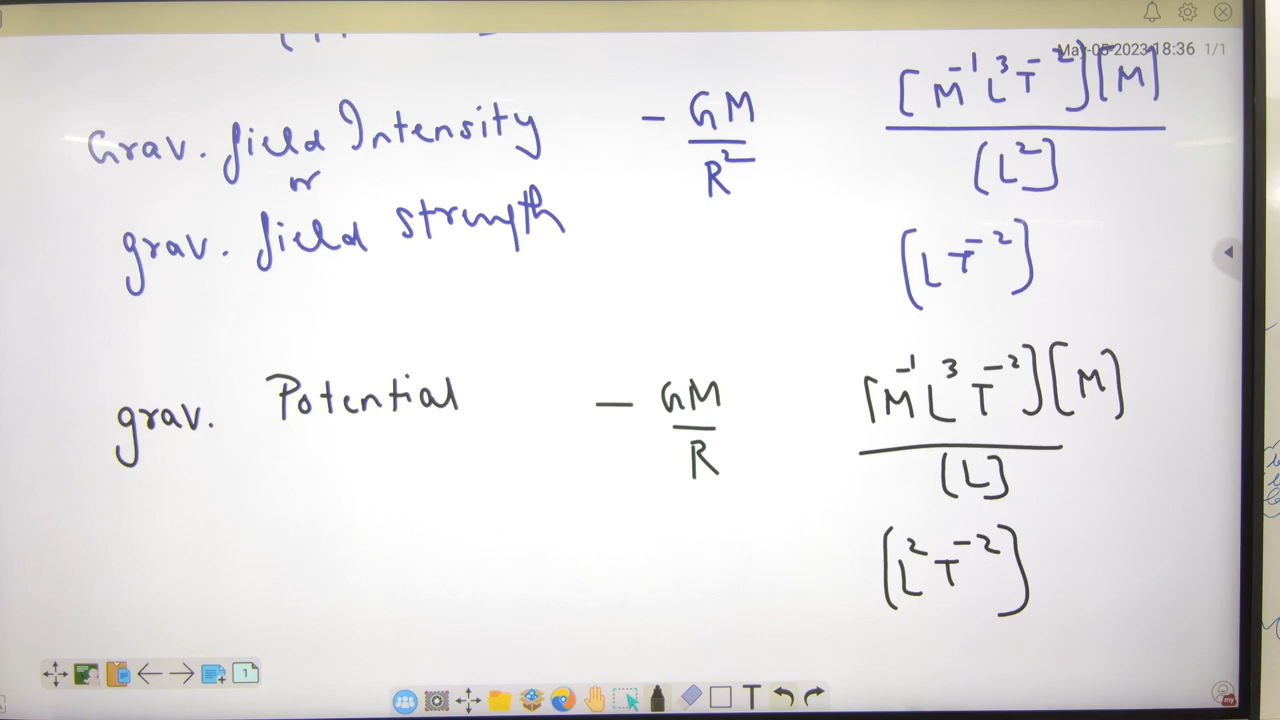 May-05-2023 18:36 1/1
Grav. field Intensity - GM/R² [M⁻¹L³T⁻²][M]/[L²]
or
grav. field strength [LT⁻²]
grav. Potential - GM/R [M⁻¹L³T⁻²][M]/[L]
[L²T⁻²]
1
T